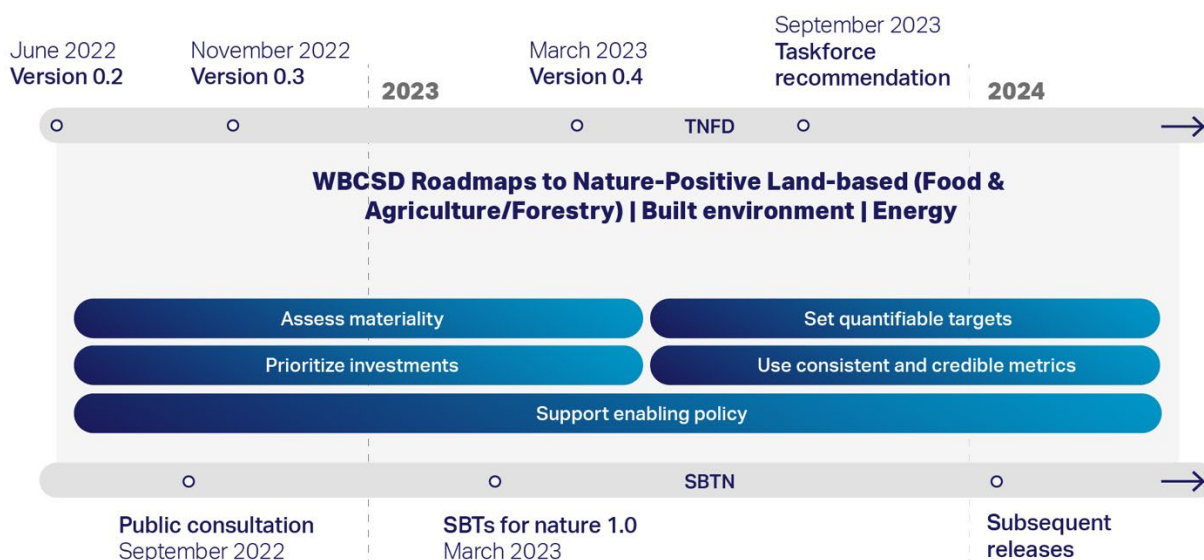 June 2022
Version 0.2
November 2022
Version 0.3
2023
March 2023
Version 0.4
September 2023
Taskforce
recommendation
2024
TNFD
WBCSD Roadmaps to Nature-Positive Land-based (Food &
Agriculture/Forestry) | Built environment | Energy
Assess materiality
Set quantifiable targets
Prioritize investments
Use consistent and credible metrics
Support enabling policy
SBTN
Public consultation
September 2022
SBTs for nature 1.0
March 2023
Subsequent
releases